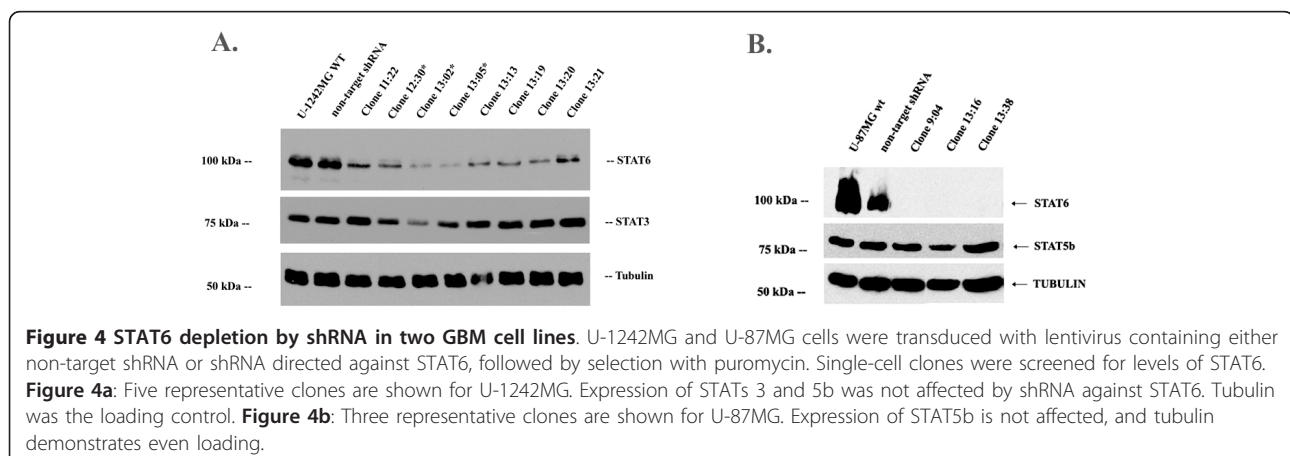 A.
U-1242MG WT
non-target shRNA
Clone 11:22
Clone 12:30*
Clone 13:02*
Clone 13:05*
Clone 13:13
Clone 13:19
Clone 13:20
Clone 13:21
100 kDa --
-- STAT6
75 kDa --
-- STAT3
-- Tubulin
50 kDa --
B.
U-87MG wt
non-target shRNA
Clone 9:04
Clone 13:16
Clone 13:38
100 kDa --
← STAT6
75 kDa --
← STAT5b
← TUBULIN
50 kDa --
Figure 4 STAT6 depletion by shRNA in two GBM cell lines. U-1242MG and U-87MG cells were transduced with lentivirus containing either
non-target shRNA or shRNA directed against STAT6, followed by selection with puromycin. Single-cell clones were screened for levels of STAT6.
Figure 4a: Five representative clones are shown for U-1242MG. Expression of STATs 3 and 5b was not affected by shRNA against STAT6. Tubulin
was the loading control. Figure 4b: Three representative clones are shown for U-87MG. Expression of STAT5b is not affected, and tubulin
demonstrates even loading.